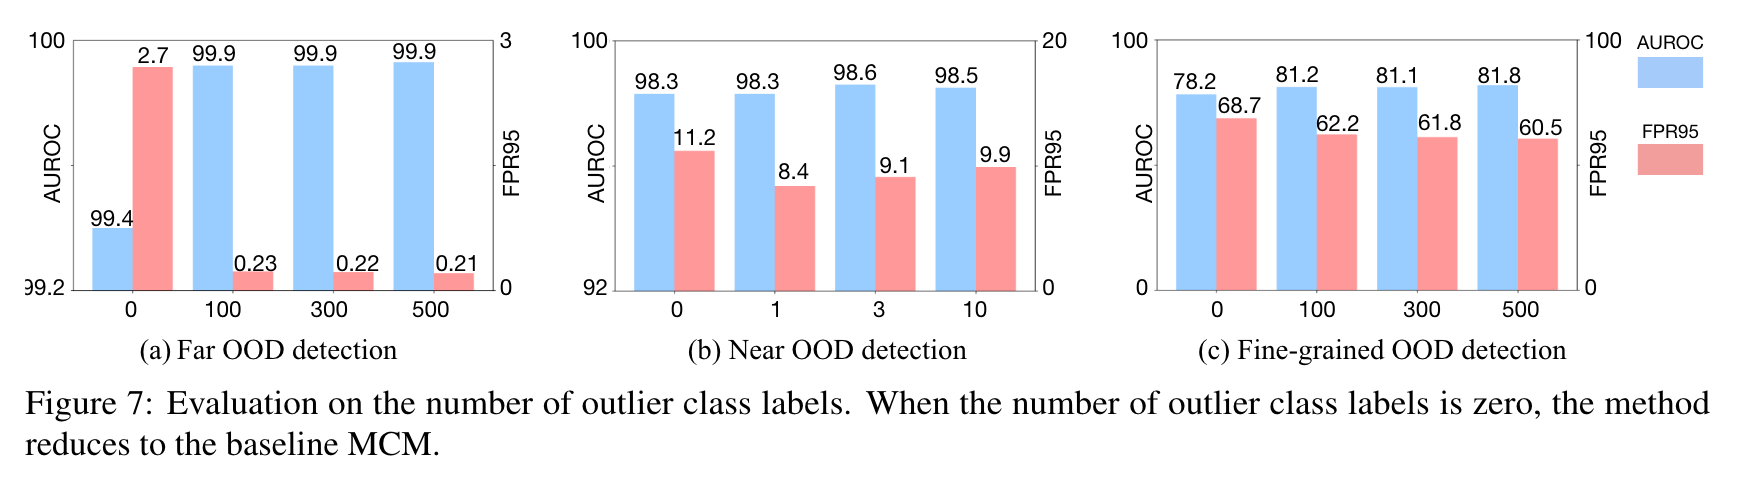 100
3
AUROC
FPR95
99.2
0
99.4
2.7
99.9
0.23
99.9
0.22
99.9
0.21
0 100 300 500
(a) Far OOD detection
100
20
AUROC
FPR95
92
0
98.3
11.2
98.3
8.4
98.6
9.1
98.5
9.9
0 1 3 10
(b) Near OOD detection
100
100
AUROC
FPR95
0
0
78.2
68.7
81.2
62.2
81.1
61.8
81.8
60.5
0 100 300 500
(c) Fine-grained OOD detection
AUROC
FPR95
Figure 7: Evaluation on the number of outlier class labels. When the number of outlier class labels is zero, the method
reduces to the baseline MCM.